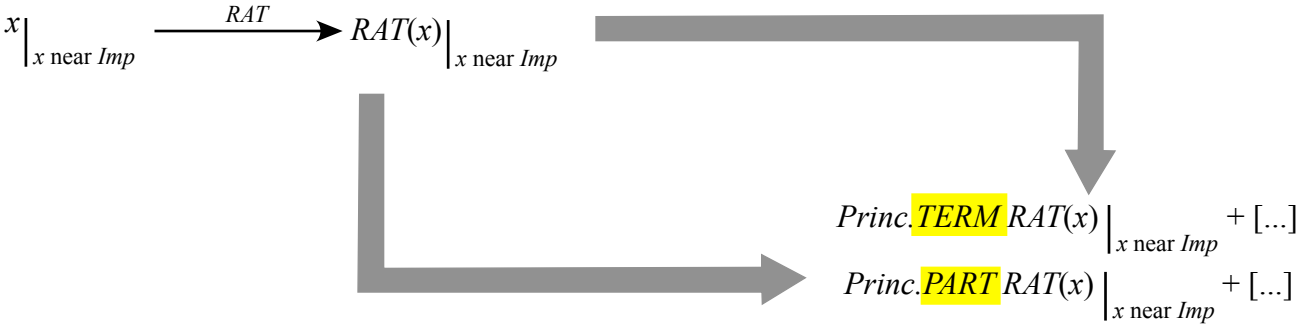 x|x near Imp RAT RAT(x)|x near Imp
Princ.TERM RAT(x)|x near Imp + [...]
Princ.PART RAT(x)|x near Imp + [...]